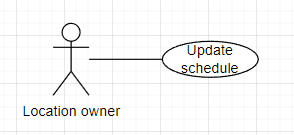 Update
schedule
Location owner